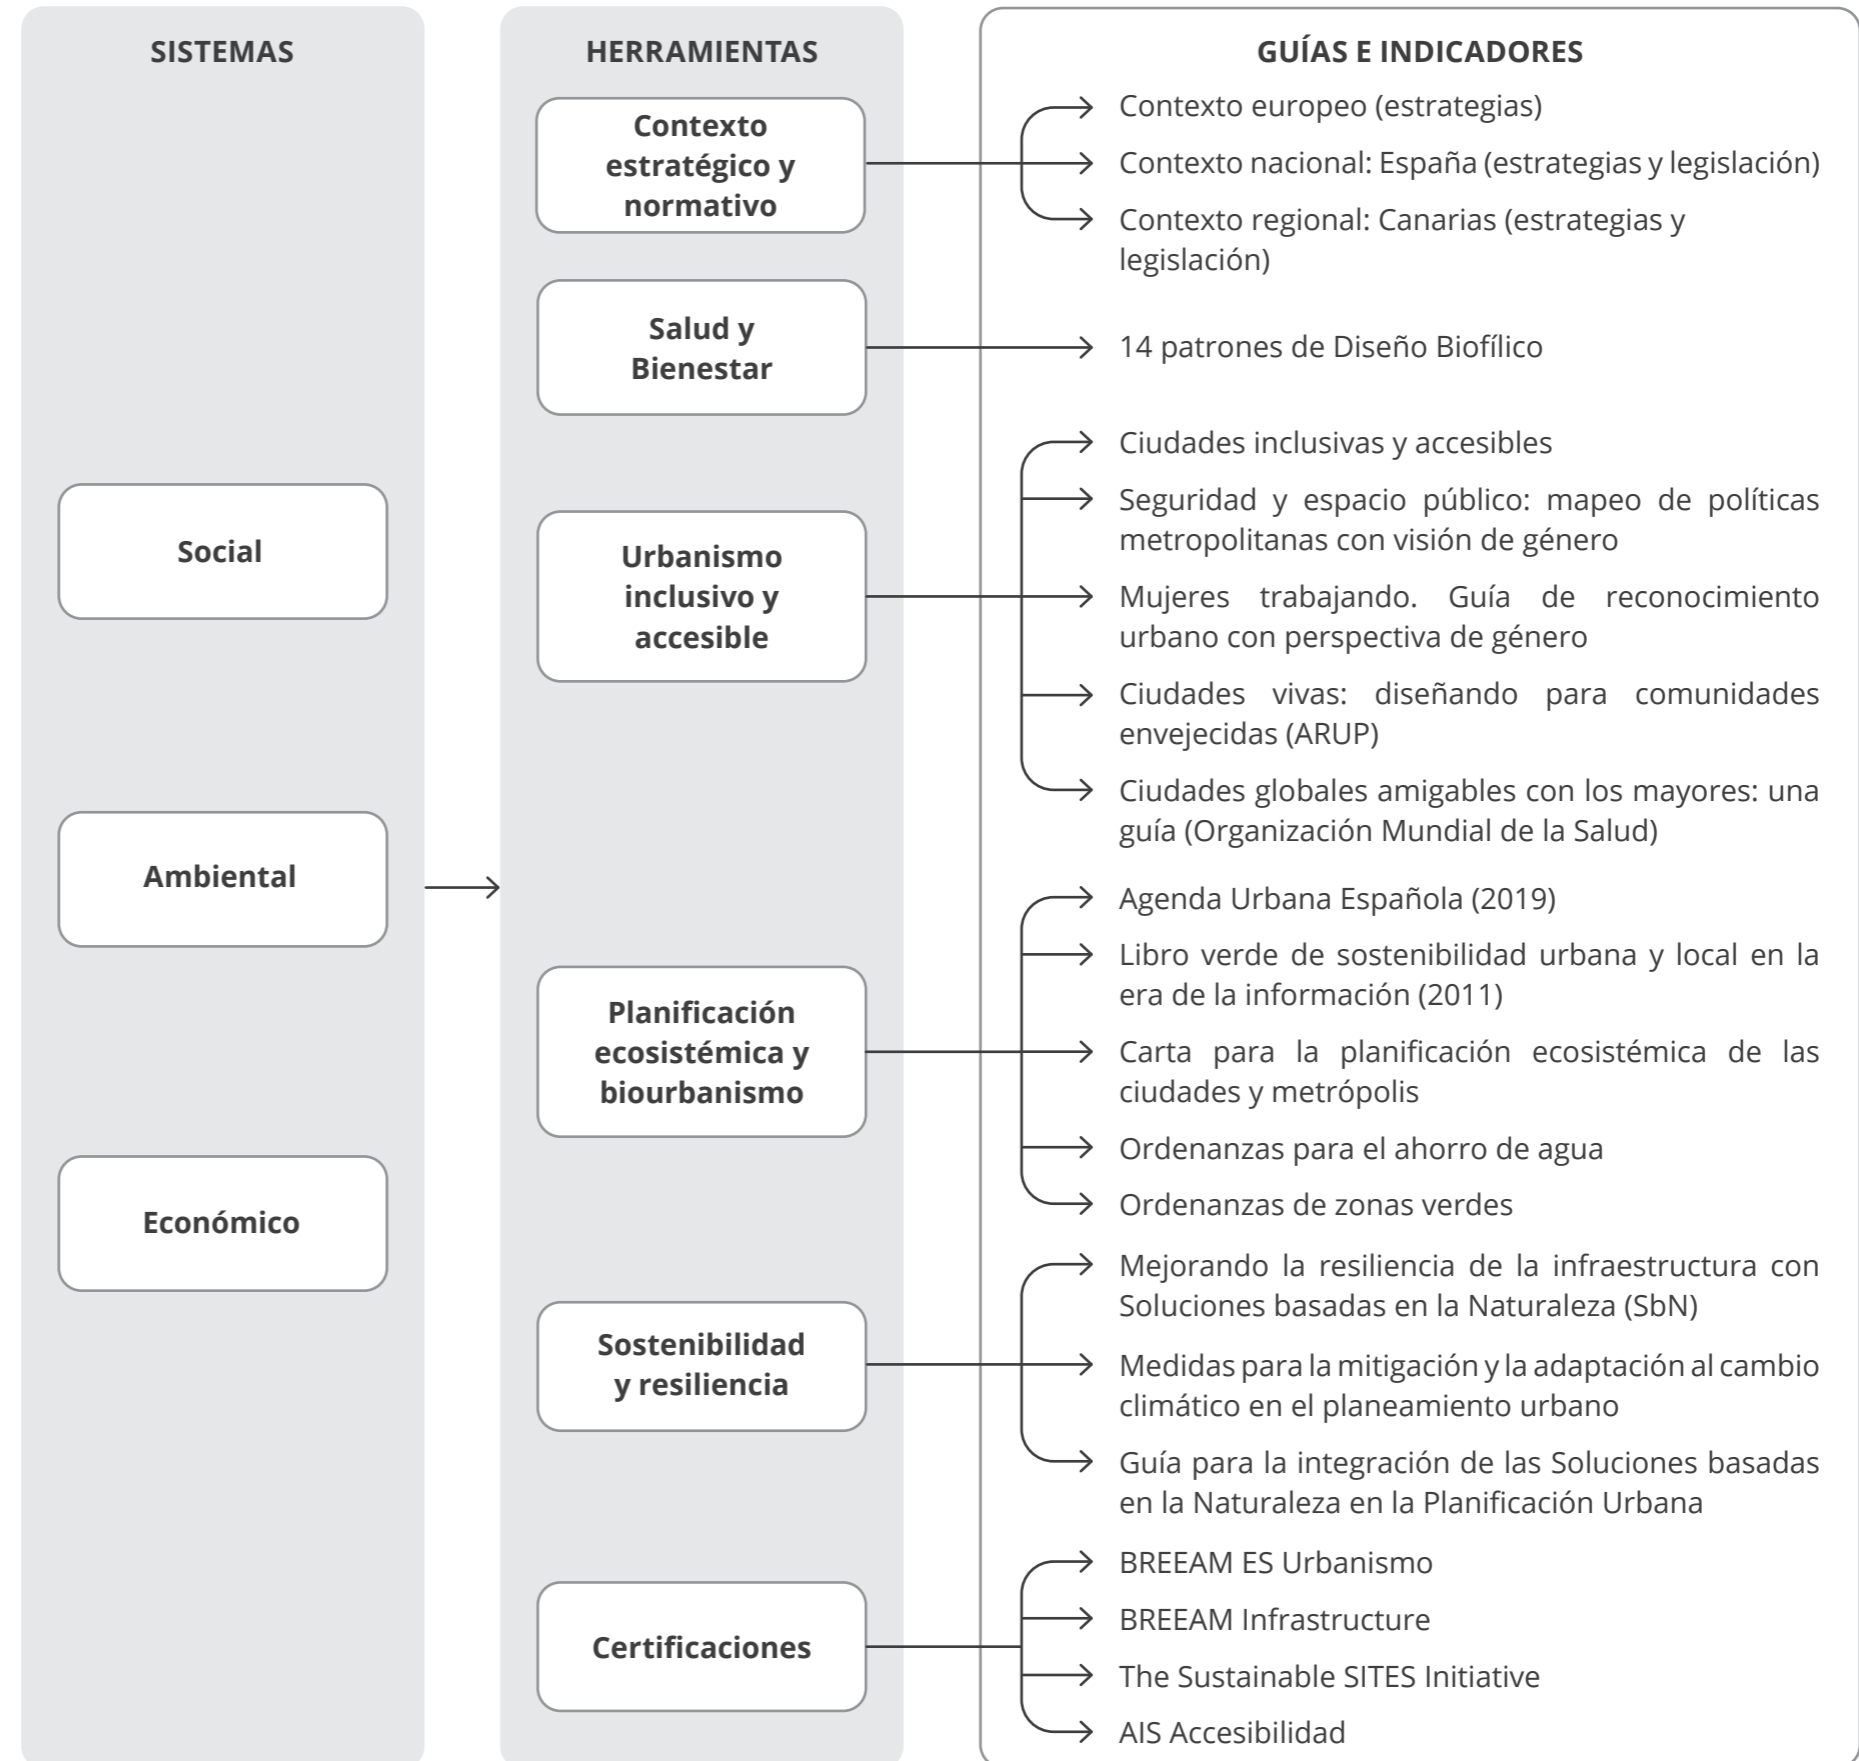 SISTEMAS
Social
Ambiental
Económico
HERRAMIENTAS
Contexto
estratégico y
normativo
Salud y
Bienestar
Urbanismo
inclusivo y
accesible
Planificación
ecosistémica y
biourbanismo
Sostenibilidad
y resiliencia
Certificaciones
GUÍAS E INDICADORES
Contexto europeo (estrategias)
Contexto nacional: España (estrategias y legislación)
Contexto regional: Canarias (estrategias y
legislación)
14 patrones de Diseño Biofílico
Ciudades inclusivas y accesibles
Seguridad y espacio público: mapeo de políticas
metropolitanas con visión de género
Mujeres trabajando. Guía de reconocimiento
urbano con perspectiva de género
Ciudades vivas: diseñando para comunidades
envejecidas (ARUP)
Ciudades globales amigables con los mayores: una
guía (Organización Mundial de la Salud)
Agenda Urbana Española (2019)
Libro verde de sostenibilidad urbana y local en la
era de la información (2011)
Carta para la planificación ecosistémica de las
ciudades y metrópolis
Ordenanzas para el ahorro de agua
Ordenanzas de zonas verdes
Mejorando la resiliencia de la infraestructura con
Soluciones basadas en la Naturaleza (SbN)
Medidas para la mitigación y la adaptación al cambio
climático en el planeamiento urbano
Guía para la integración de las Soluciones basadas
en la Naturaleza en la Planificación Urbana
BREEAM ES Urbanismo
BREEAM Infrastructure
The Sustainable SITES Initiative
AIS Accesibilidad